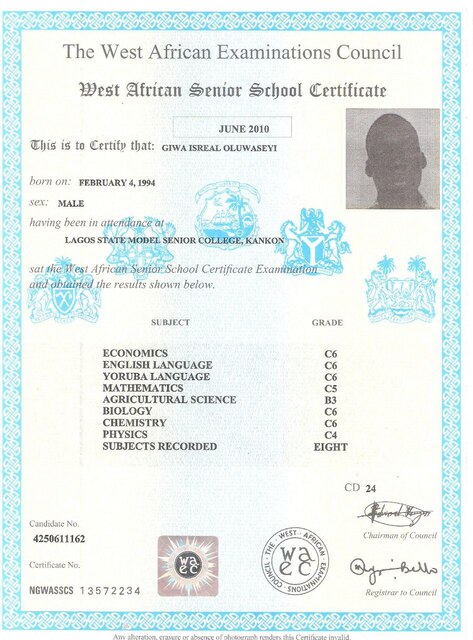 The West African Examinations Council
West African Senior School Certificate
JUNE 2010
This is to Certify that: GIWA ISREAL OLUWASEYI
born on: FEBRUARY 4, 1994
sex: MALE
having been in attendance at
LAGOS STATE MODEL SENIOR COLLEGE, KANKON
sat the West African Senior School Certificate Examination
and obtained the results shown below.
SUBJECT GRADE
ECONOMICS C6
ENGLISH LANGUAGE C6
YORUBA LANGUAGE C6
MATHEMATICS C5
AGRICULTURAL SCIENCE B3
BIOLOGY C6
CHEMISTRY C6
PHYSICS C4
SUBJECTS RECORDED EIGHT
CD 24
Candidate No.
4250611162
Chairman of Council
Certificate No.
NGWASSCS 13572234
waec
THE WEST AFRICAN EXAMINATIONS COUNCIL
waec
Registrar to Council
Any alteration, erasure or absence of photograph renders this Certificate invalid.